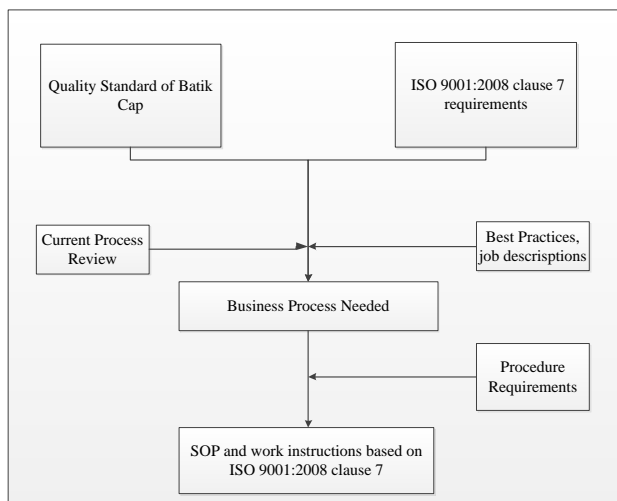 Quality Standard of Batik
Cap
ISO 9001:2008 clause 7
requirements
Current Process
Review
Best Practices,
job descrisptions
Business Process Needed
Procedure
Requirements
SOP and work instructions based on
ISO 9001:2008 clause 7